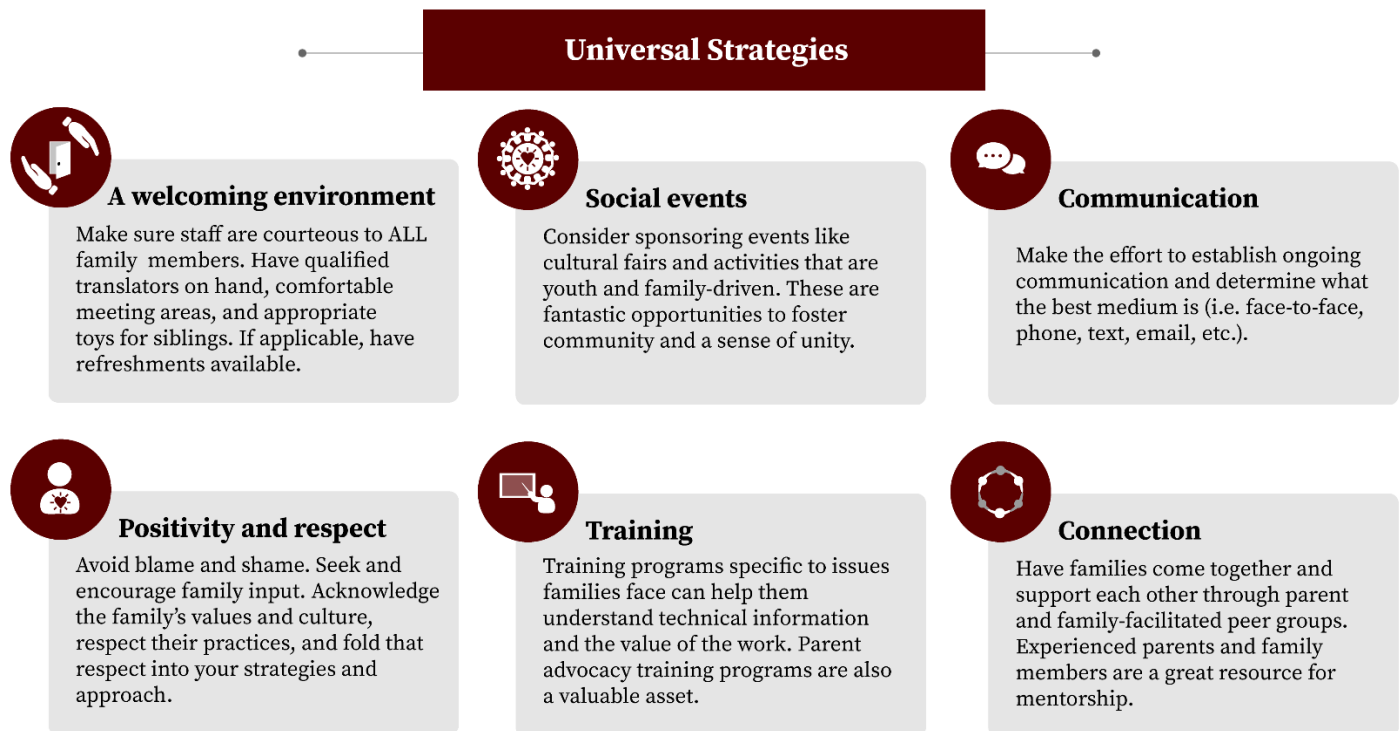 Universal Strategies
A welcoming environment
Make sure staff are courteous to ALL
family  members. Have qualified
translators on hand, comfortable
meeting areas, and appropriate
toys for siblings. If applicable, have
refreshments available.
Social events
Consider sponsoring events like
cultural fairs and activities that are
youth and family-driven. These are
fantastic opportunities to foster
community and a sense of unity.
Communication
Make the effort to establish ongoing
communication and determine what
the best medium is (i.e. face-to-face,
phone, text, email, etc.).
Positivity and respect
Avoid blame and shame. Seek and
encourage family input. Acknowledge
the family’s values and culture,
respect their practices, and fold that
respect into your strategies and
approach.
Training
Training programs specific to issues
families face can help them
understand technical information
and the value of the work. Parent
advocacy training programs are also
a valuable asset.
Connection
Have families come together and
support each other through parent
and family-facilitated peer groups.
Experienced parents and family
members are a great resource for
mentorship.